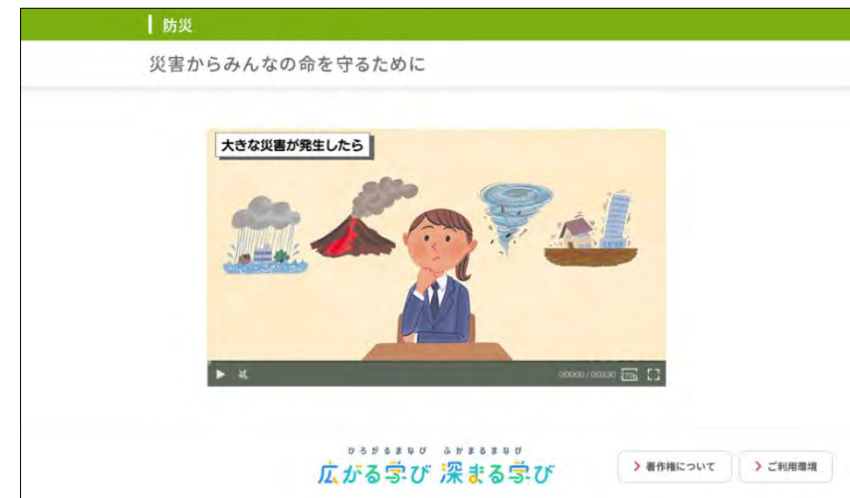 防災
災害からみんなの命を守るために
大きな災害が発生したら
ひろがるまなび ふかまるまなび
広がる学び 深まる学び
著作権について
ご利用環境